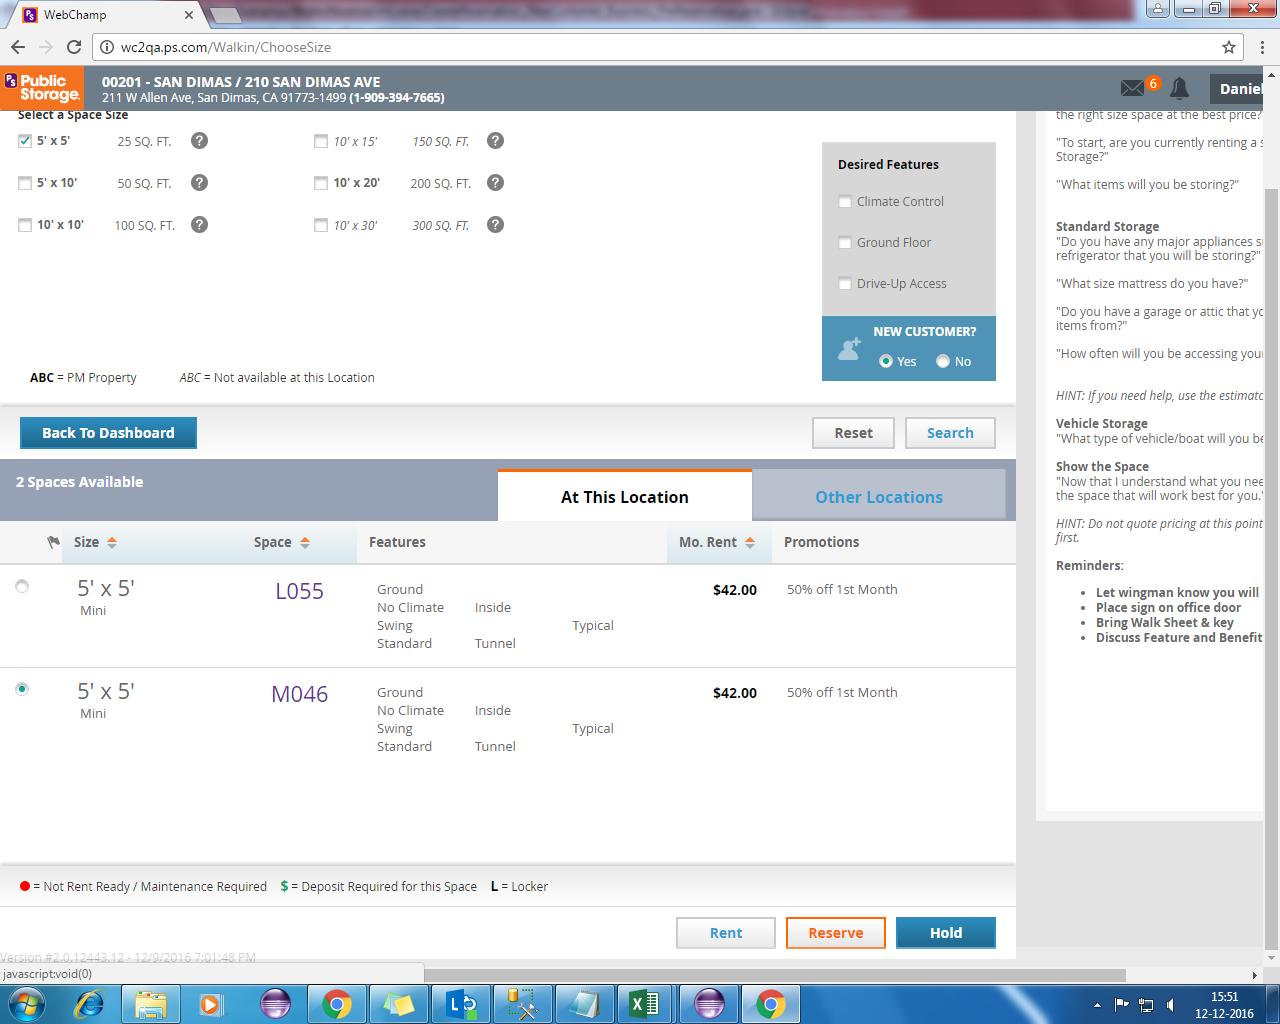 WebChamp
wc2qa.ps.com/Walkin/ChooseSize
PS Public Storage.
00201 - SAN DIMAS / 210 SAN DIMAS AVE
211 W Allen Ave, San Dimas, CA 91773-1499 (1-909-394-7665)
6
Daniel
Select a Space Size
5' x 5' 25 SQ. FT. ?
10' x 15' 150 SQ. FT. ?
5' x 10' 50 SQ. FT. ?
10' x 20' 200 SQ. FT. ?
10' x 10' 100 SQ. FT. ?
10' x 30' 300 SQ. FT. ?
Desired Features
Climate Control
Ground Floor
Drive-Up Access
NEW CUSTOMER?
Yes No
ABC = PM Property ABC = Not available at this Location
Back To Dashboard Reset Search
2 Spaces Available At This Location Other Locations
Size Space Features Mo. Rent Promotions
5' x 5' L055 Ground $42.00 50% off 1st Month
Mini No Climate Inside
Swing Typical
Standard Tunnel
5' x 5' M046 Ground $42.00 50% off 1st Month
Mini No Climate Inside
Swing Typical
Standard Tunnel
= Not Rent Ready / Maintenance Required $ = Deposit Required for this Space L = Locker
Rent Reserve Hold
Version #2.0.12443.12 - 12/9/2016 7:01:48 PM
javascript:void(0)
the right size space at the best price?
"To start, are you currently renting a s
Storage?"
"What items will you be storing?"
Standard Storage
"Do you have any major appliances su
refrigerator that you will be storing?"
"What size mattress do you have?"
"Do you have a garage or attic that yo
items from?"
"How often will you be accessing your
HINT: If you need help, use the estimato
Vehicle Storage
"What type of vehicle/boat will you be
Show the Space
"Now that I understand what you nee
the space that will work best for you."
HINT: Do not quote pricing at this point
first.
Reminders:
Let wingman know you will
Place sign on office door
Bring Walk Sheet & key
Discuss Feature and Benefit
15:51
12-12-2016